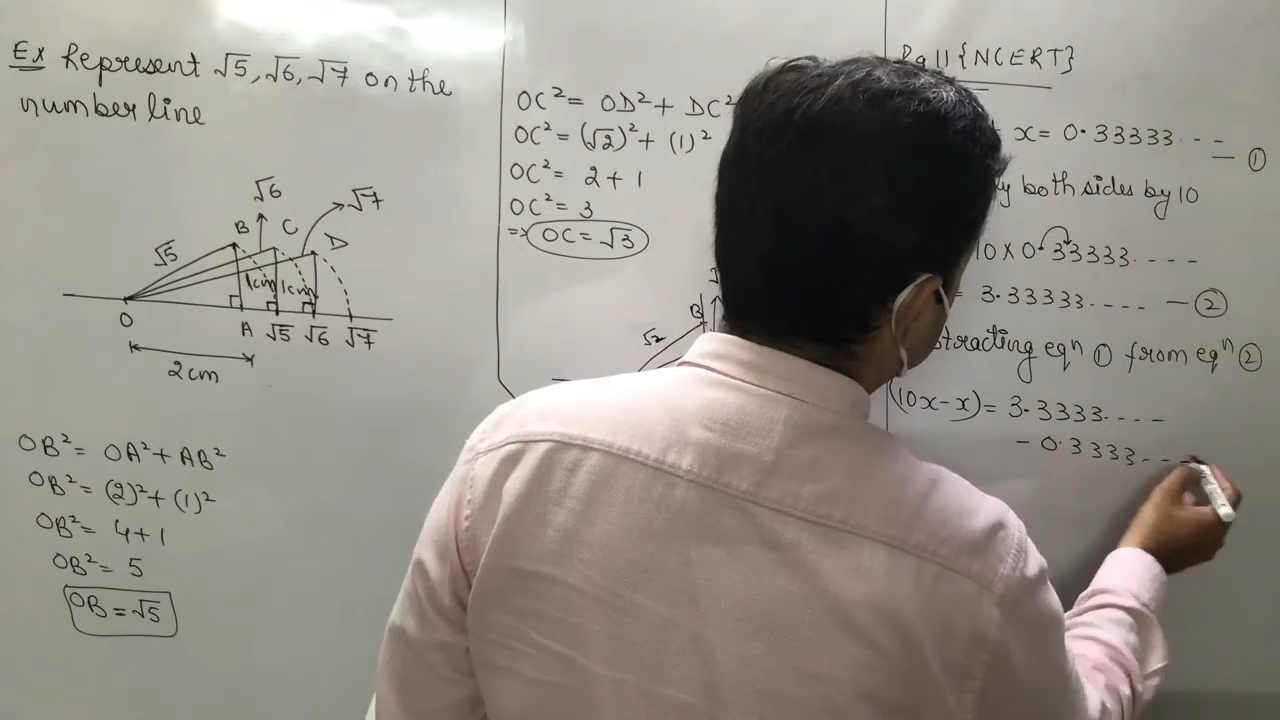 Ex Represent √5, √6, √7 on the
number line
√6
√7
B
C
D
√5
1cm
1cm
O
A
√5
√6
√7
2cm
OB² = OA² + AB²
OB² = (2)² + (1)²
OB² = 4+1
OB² = 5
OB = √5
OC² = OD² + DC²
OC² = (√2)² + (1)²
OC² = 2+1
OC² = 3
⇒ OC = √3
B
√2
Pg 11 {NCERT}
x = 0.33333.... — ①
both sides by 10
10 × 0.33333....
= 3.33333.... — ②
eqⁿ ① from eqⁿ ②
(10x-x) = 3.3333....
- 0.3333....